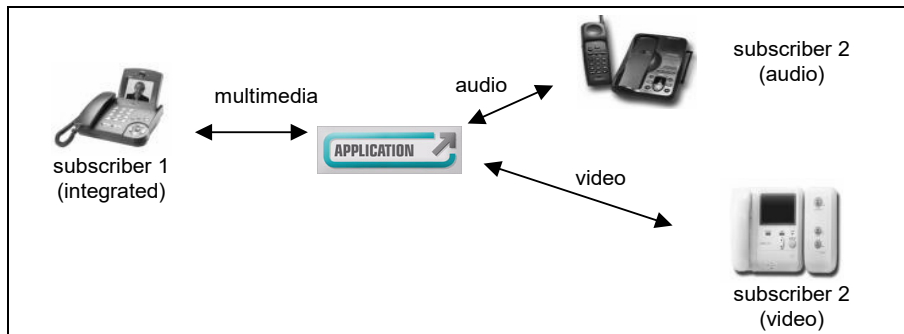 subscriber 2
(audio)
audio
multimedia
APPLICATION
subscriber 1
(integrated)
video
subscriber 2
(video)